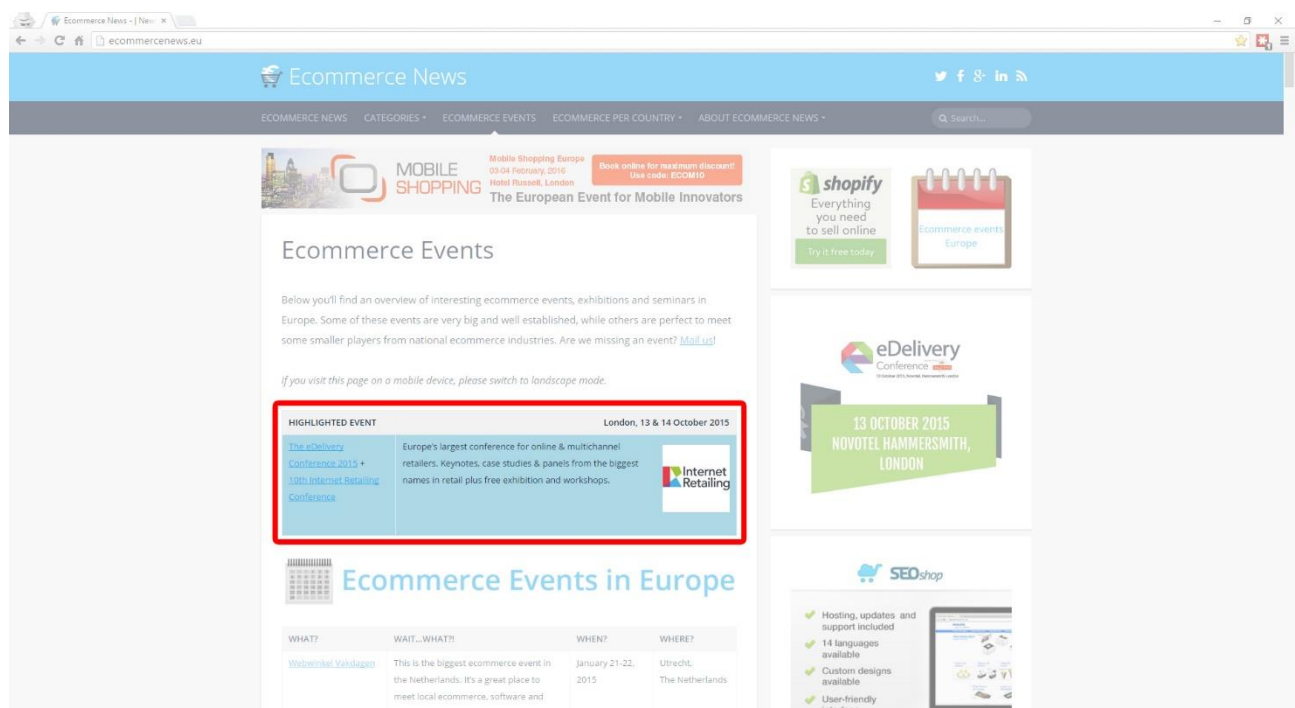 Ecommerce News - | New
ecommercenews.eu
Ecommerce News
ECOMMERCE NEWS CATEGORIES ECOMMERCE EVENTS ECOMMERCE PER COUNTRY ABOUT ECOMMERCE NEWS Search...
MOBILE
SHOPPING
Mobile Shopping Europe
03-04 February, 2016
Hotel Russell, London
Book online for maximum discount!
Use code: ECOM10
The European Event for Mobile Innovators
shopify
Everything
you need
to sell online
Try it free today
Ecommerce events
Europe
Ecommerce Events
Below you'll find an overview of interesting ecommerce events, exhibitions and seminars in
Europe. Some of these events are very big and well established, while others are perfect to meet
some smaller players from national ecommerce industries. Are we missing an event? Mail us!
If you visit this page on a mobile device, please switch to landscape mode.
HIGHLIGHTED EVENT London, 13 & 14 October 2015
The eDelivery
Conference 2015 +
10th Internet Retailing
Conference
Europe's largest conference for online & multichannel
retailers. Keynotes, case studies & panels from the biggest
names in retail plus free exhibition and workshops.
Internet
Retailing
eDelivery
Conference
13 OCTOBER 2015
NOVOTEL HAMMERSMITH,
LONDON
Ecommerce Events in Europe
WHAT? WAIT...WHAT?! WHEN? WHERE?
Webwinkel Vakdagen
This is the biggest ecommerce event in
the Netherlands. It's a great place to
meet local ecommerce, software and
January 21-22,
2015
Utrecht,
The Netherlands
SEOshop
Hosting, updates and
support included
14 languages
available
Custom designs
available
User-friendly